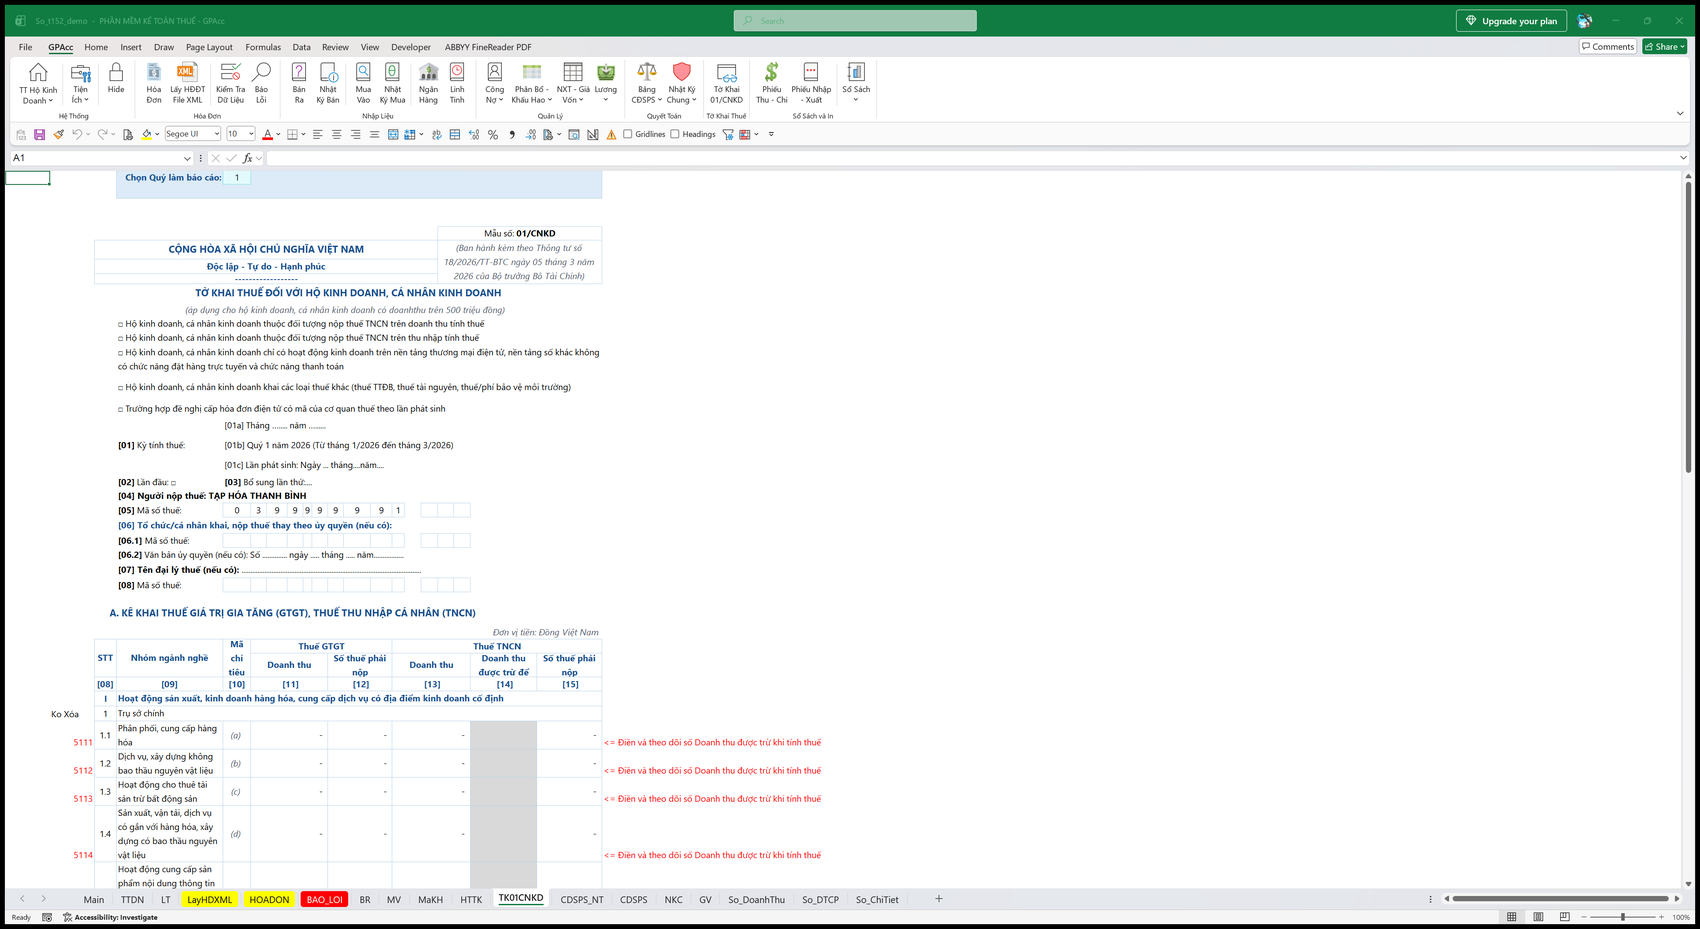 So_t152_demo - PHẦN MỀM KẾ TOÁN THUẾ - GPAcc
Search
Upgrade your plan
File GPAcc Home Insert Draw Page Layout Formulas Data Review View Developer ABBYY FineReader PDF
Comments Share
TT Hộ Kinh Doanh
Tiện Ích
Hide
Hóa Đơn
Lấy HĐĐT File XML
Kiểm Tra Dữ Liệu
Báo Lỗi
Bán Ra
Nhật Ký Bán
Mua Vào
Nhật Ký Mua
Ngân Hàng
Linh Tinh
Công Nợ
Phân Bổ - Khấu Hao
NXT - Giá Vốn
Lương
Bảng CĐSPS
Nhật Ký Chung
Tờ Khai 01/CNKD
Phiếu Thu - Chi
Phiếu Nhập - Xuất
Sổ Sách
Hệ Thống Hóa Đơn Nhập Liệu Quản Lý Quyết Toán Tờ Khai Thuế Sổ Sách và In
Segoe UI 10 Gridlines Headings
A1 fx
Chọn Quý làm báo cáo: 1
Mẫu số: 01/CNKD
CỘNG HÒA XÃ HỘI CHỦ NGHĨA VIỆT NAM
(Ban hành kèm theo Thông tư số
18/2026/TT-BTC ngày 05 tháng 3 năm
2026 của Bộ trưởng Bộ Tài Chính)
Độc lập - Tự do - Hạnh phúc
------------------
TỜ KHAI THUẾ ĐỐI VỚI HỘ KINH DOANH, CÁ NHÂN KINH DOANH
(áp dụng cho hộ kinh doanh, cá nhân kinh doanh có doanhthu trên 500 triệu đồng)
□ Hộ kinh doanh, cá nhân kinh doanh thuộc đối tượng nộp thuế TNCN trên doanh thu tính thuế
□ Hộ kinh doanh, cá nhân kinh doanh thuộc đối tượng nộp thuế TNCN trên thu nhập tính thuế
□ Hộ kinh doanh, cá nhân kinh doanh chỉ có hoạt động kinh doanh trên nền tảng thương mại điện tử, nền tảng số khác không
có chức năng đặt hàng trực tuyến và chức năng thanh toán
□ Hộ kinh doanh, cá nhân kinh doanh khai các loại thuế khác (thuế TTĐB, thuế tài nguyên, thuế/phí bảo vệ môi trường)
□ Trường hợp đề nghị cấp hóa đơn điện tử có mã của cơ quan thuế theo lần phát sinh
[01a] Tháng ........ năm .........
[01] Kỳ tính thuế: [01b] Quý 1 năm 2026 (Từ tháng 1/2026 đến tháng 3/2026)
[01c] Lần phát sinh: Ngày ... tháng....năm....
[02] Lần đầu: □ [03] Bổ sung lần thứ:....
[04] Người nộp thuế: TẠP HÓA THANH BÌNH
[05] Mã số thuế: 0 3 9 9 9 9 9 9 9 1
[06] Tổ chức/cá nhân khai, nộp thuế thay theo ủy quyền (nếu có):
[06.1] Mã số thuế:
[06.2] Văn bản ủy quyền (nếu có): Số ............. ngày ..... tháng ..... năm................
[07] Tên đại lý thuế (nếu có): ..........................................................................................
[08] Mã số thuế:
A. KÊ KHAI THUẾ GIÁ TRỊ GIA TĂNG (GTGT), THUẾ THU NHẬP CÁ NHÂN (TNCN)
Đơn vị tiền: Đồng Việt Nam
STT Nhóm ngành nghề Mã chỉ tiêu Thuế GTGT Thuế TNCN
Doanh thu Số thuế phải nộp Doanh thu Doanh thu được trừ để Số thuế phải nộp
[08] [09] [10] [11] [12] [13] [14] [15]
I Hoạt động sản xuất, kinh doanh hàng hóa, cung cấp dịch vụ có địa điểm kinh doanh cố định
Ko Xóa 1 Trụ sở chính
5111 1.1 Phân phối, cung cấp hàng hóa (a) - - - - <= Điền và theo dõi số Doanh thu được trừ khi tính thuế
5112 1.2 Dịch vụ, xây dựng không bao thầu nguyên vật liệu (b) - - - - <= Điền và theo dõi số Doanh thu được trừ khi tính thuế
5113 1.3 Hoạt động cho thuê tài sản trừ bất động sản (c) - - - - <= Điền và theo dõi số Doanh thu được trừ khi tính thuế
5114 1.4 Sản xuất, vận tải, dịch vụ có gắn với hàng hóa, xây dựng có bao thầu nguyên vật liệu (d) - - - - <= Điền và theo dõi số Doanh thu được trừ khi tính thuế
Hoạt động cung cấp sản
phẩm nội dung thông tin
Main TTDN LT LayHDXML HOADON BAO_LOI BR MV MaKH HTTK TK01CNKD CDSPS_NT CDSPS NKC GV So_DoanhThu So_DTCP So_ChiTiet
Ready Accessibility: Investigate 100%